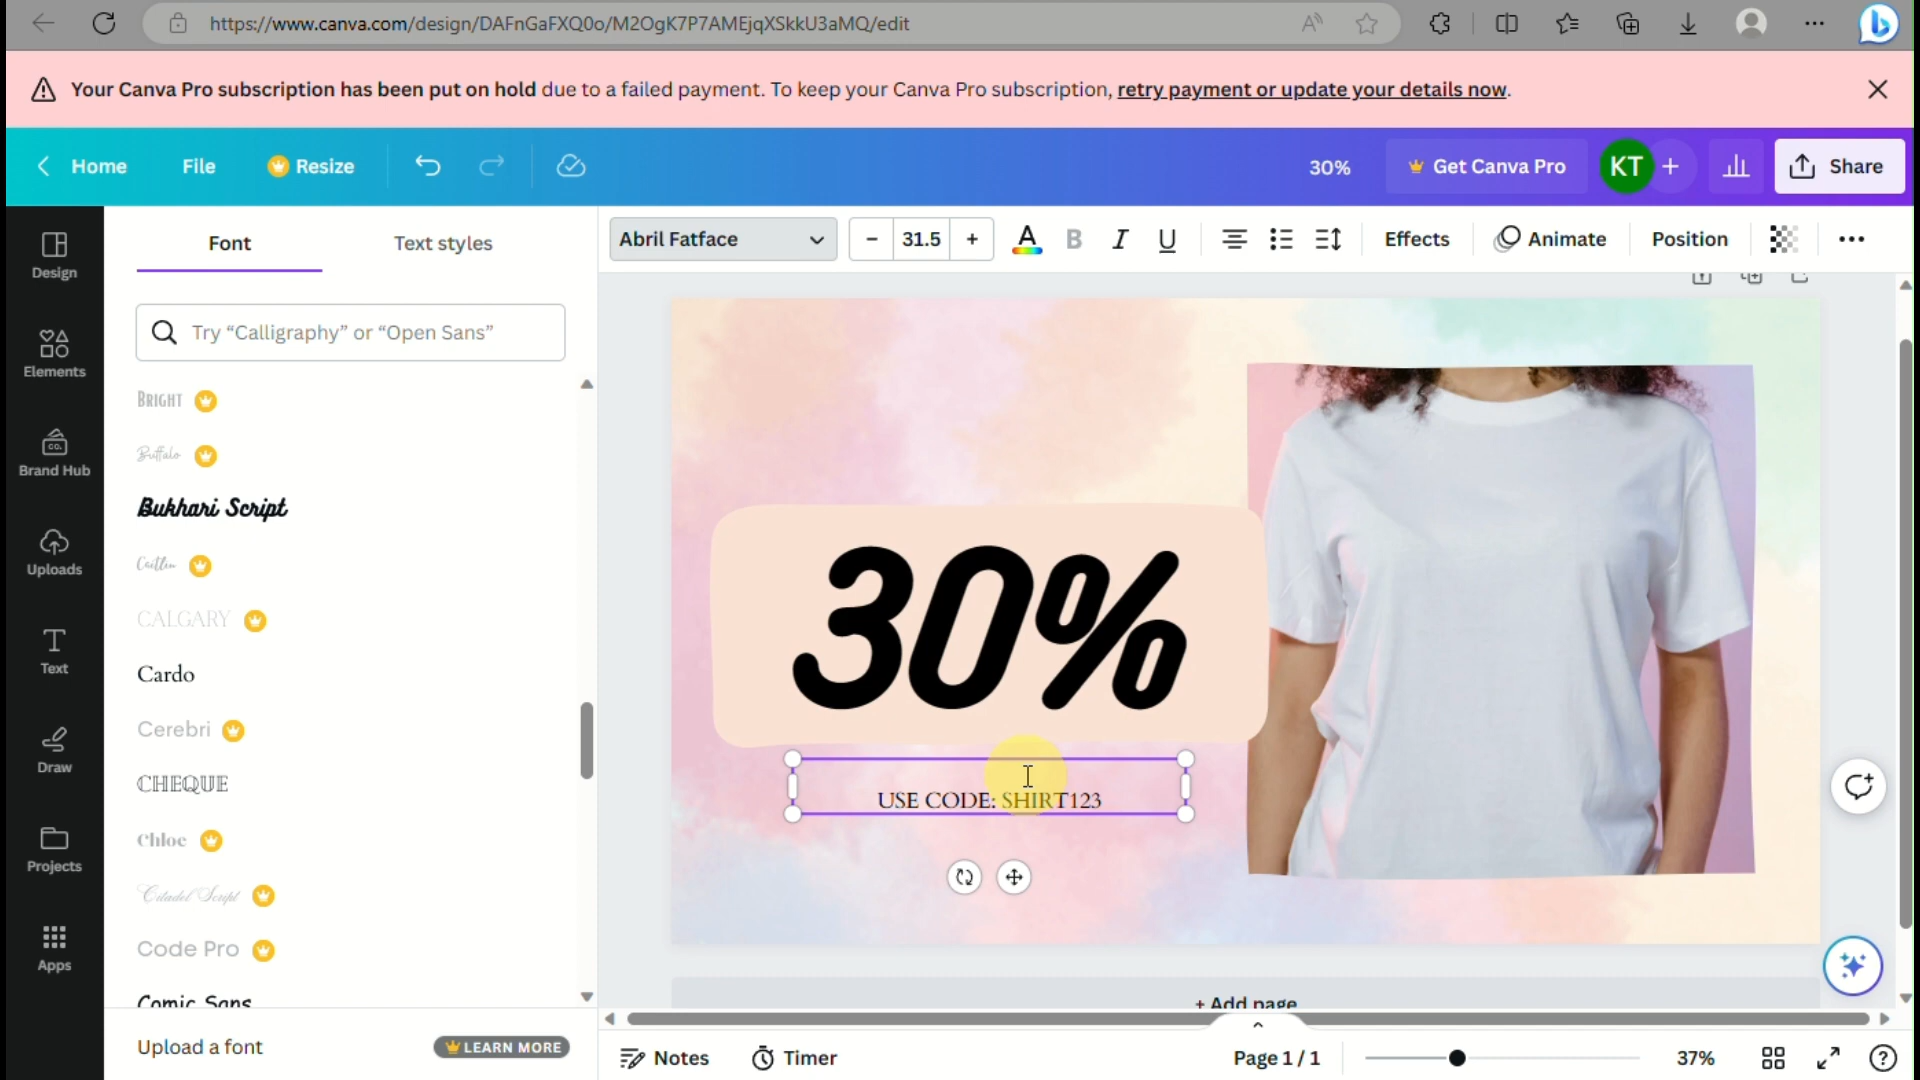 https://www.canva.com/design/DAFnGaFXQ0o/M2OgK7P7AMEjqXSkkU3aMQ/edit
Your Canva Pro subscription has been put on hold due to a failed payment. To keep your Canva Pro subscription, retry payment or update your details now.
Home File Resize 30% Get Canva Pro KT + Share
Design
Elements
Brand Hub
Uploads
Text
Draw
Projects
Apps
Font Text styles
Try “Calligraphy” or “Open Sans”
BRIGHT
Buffalo
Bukhari Script
Caitlin
CALGARY
Cardo
Cerebri
CHEQUE
Chloe
Citadel Script
Code Pro
Comic Sans
Upload a font LEARN MORE
Abril Fatface – 31.5 + A B I U Effects Animate Position
30%
USE CODE: SHIRT123
+ Add page
Notes Timer Page 1 / 1 37%